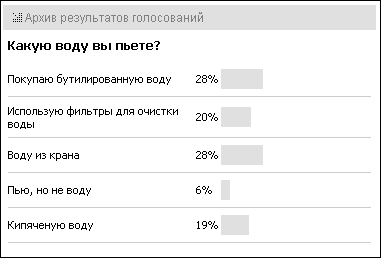 Архив результатов голосований
Какую воду вы пьете?
Покупаю бутилированную воду 28%
Использую фильтры для очистки
воды 20%
Воду из крана 28%
Пью, но не воду 6%
Кипяченую воду 19%